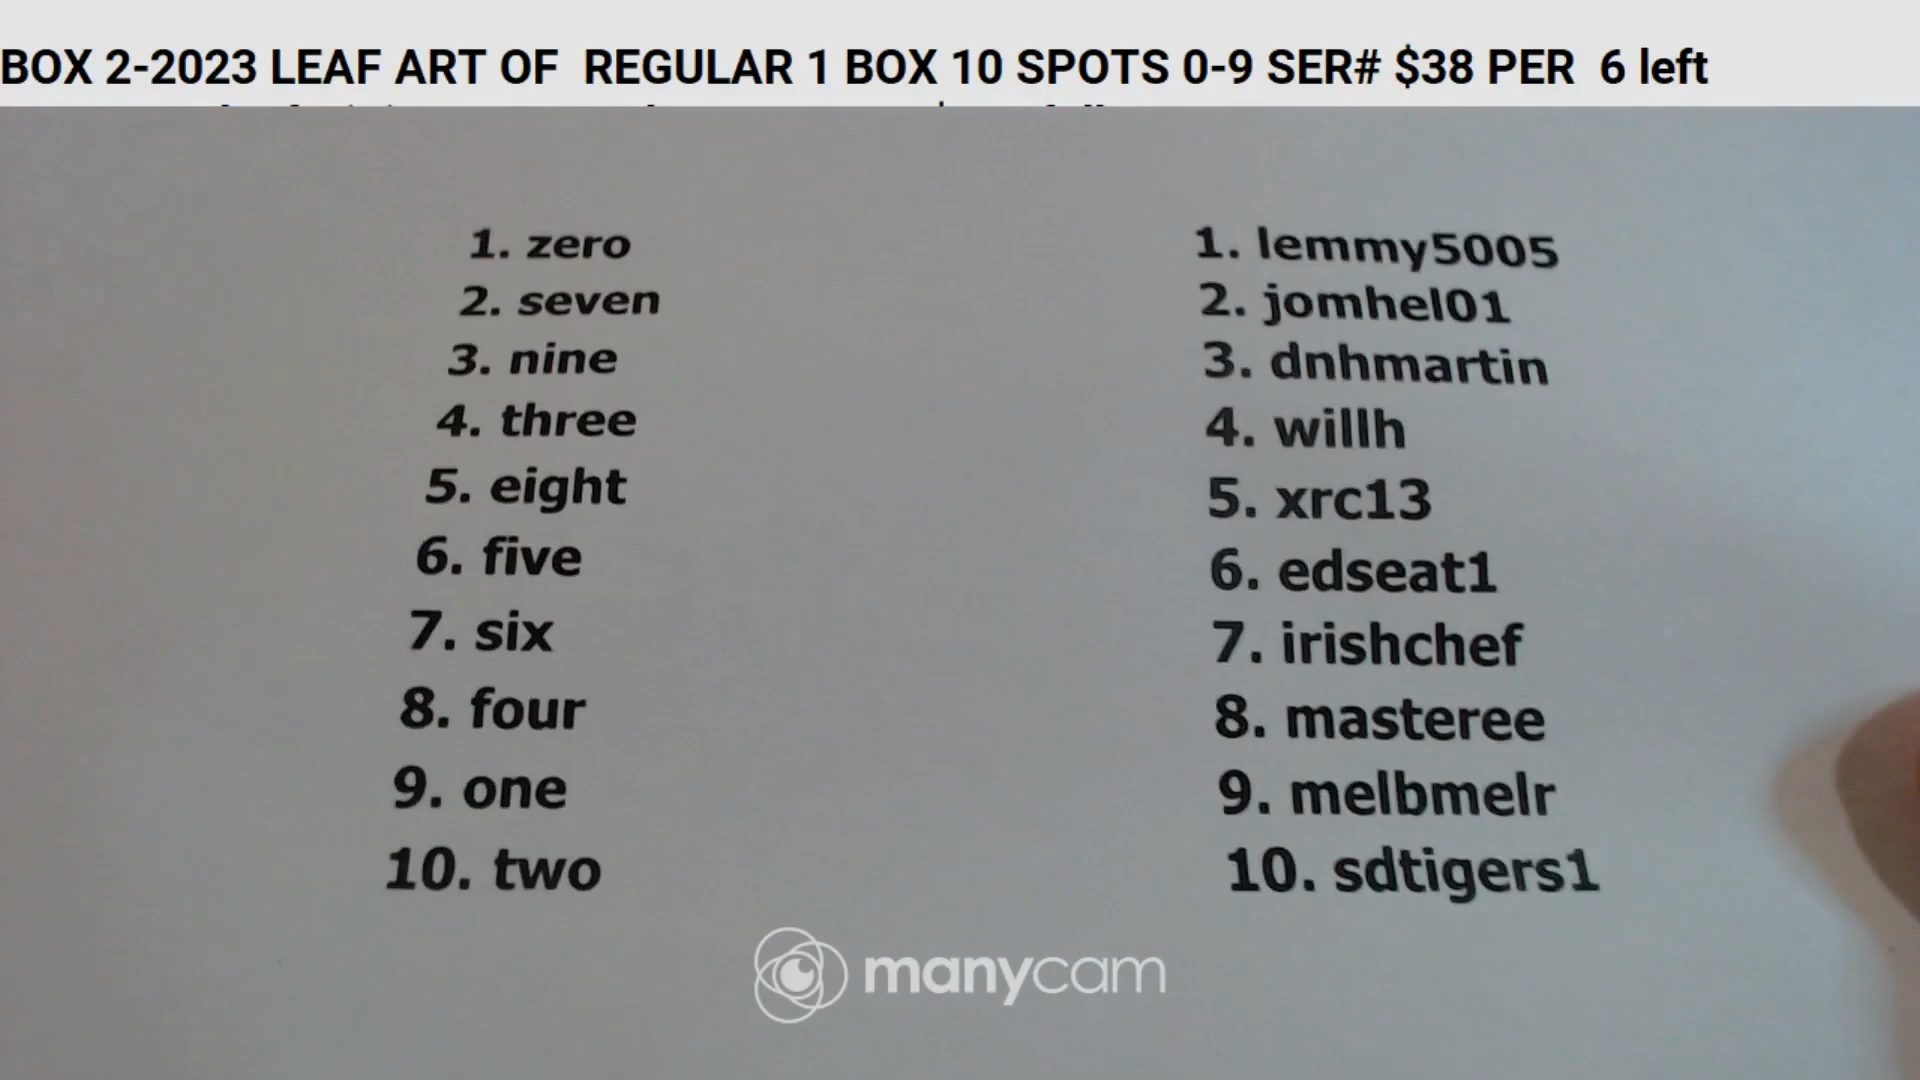 BOX 2-2023 LEAF ART OF REGULAR 1 BOX 10 SPOTS 0-9 SER# $38 PER 6 left
1. zero
2. seven
3. nine
4. three
5. eight
6. five
7. six
8. four
9. one
10. two
1. lemmy5005
2. jomhel01
3. dnhmartin
4. willh
5. xrc13
6. edseat1
7. irishchef
8. masteree
9. melbmelr
10. sdtigers1
manycam